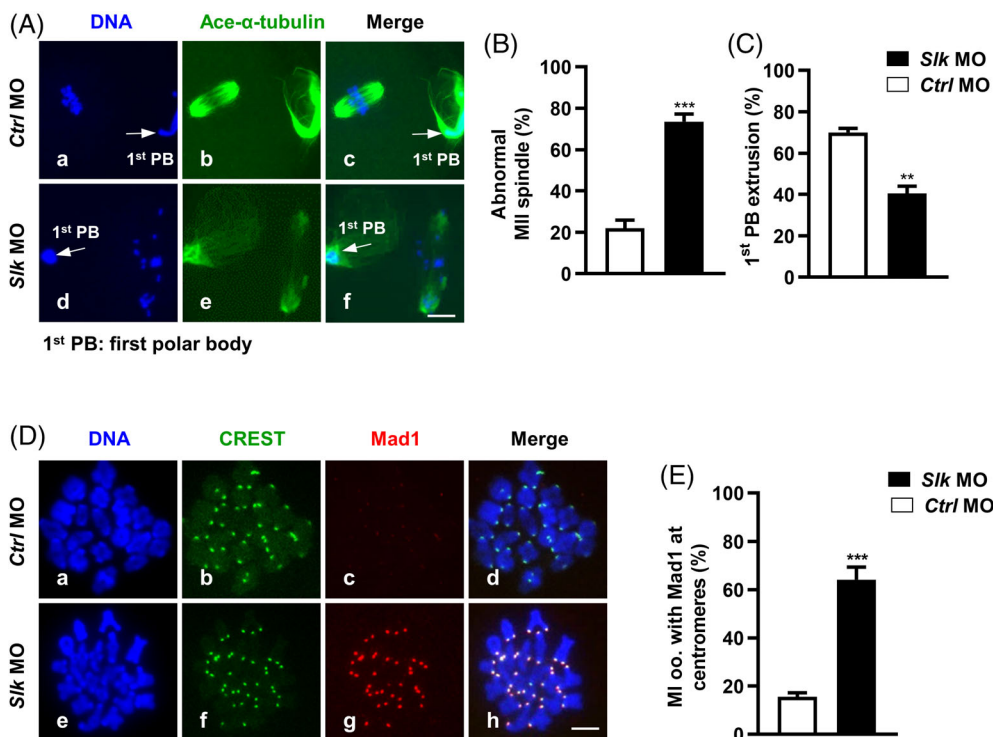 (A)
DNA
Ace-α-tubulin
Merge
Ctrl MO
1st PB
a
b
1st PB
c
Slk MO
1st PB
d
e
1st PB
f
1st PB: first polar body
(B)
Abnormal
MII spindle (%)
100
80
60
40
20
0
***
(C)
Slk MO
Ctrl MO
1st PB extrusion (%)
100
80
60
40
20
0
**
(D)
DNA
CREST
Mad1
Merge
Ctrl MO
a
b
c
d
Slk MO
e
f
g
h
(E)
Slk MO
Ctrl MO
MI oo. with Mad1 at
centromeres (%)
100
80
60
40
20
0
***